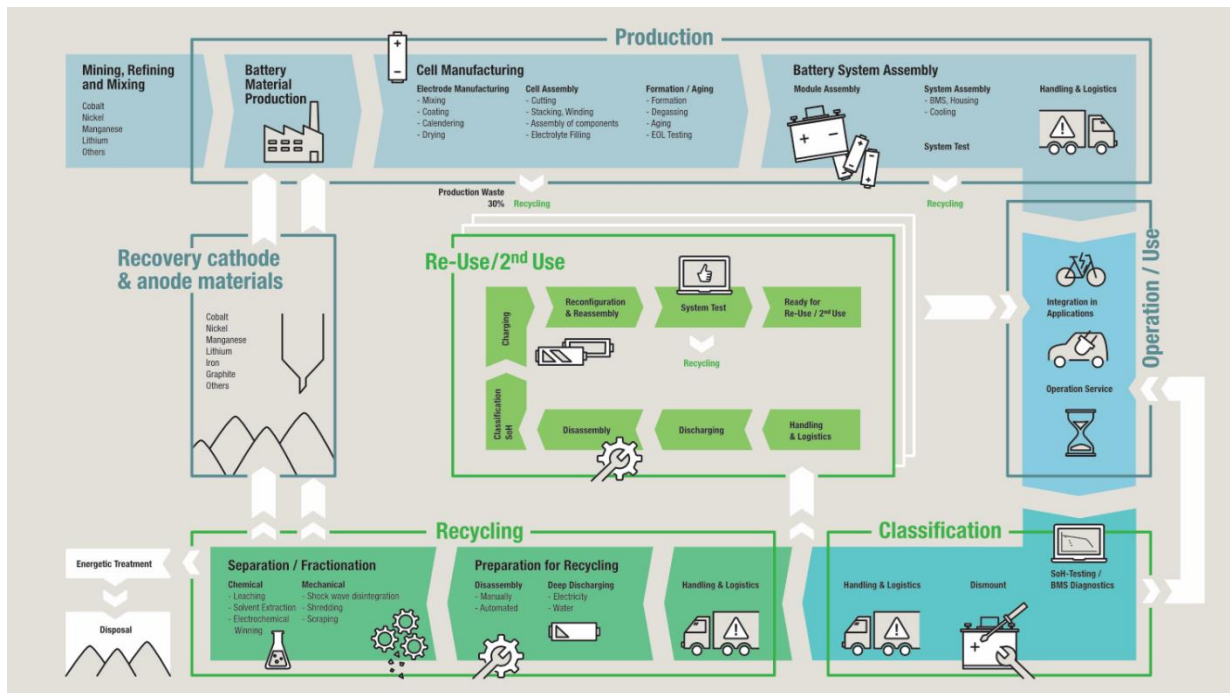 Production
Mining, Refining
and Mixing
Cobalt
Nickel
Manganese
Lithium
Others
Battery
Material
Production
Cell Manufacturing
Electrode Manufacturing
- Mixing
- Coating
- Calendering
- Drying
Cell Assembly
- Cutting
- Stacking, Winding
- Assembly of components
- Electrolyte Filling
Formation / Aging
- Formation
- Degassing
- Aging
- EOL Testing
Battery System Assembly
Module Assembly
System Assembly
- BMS, Housing
- Cooling
System Test
Handling & Logistics
Production Waste
30%
Recycling
Recycling
Recovery cathode
& anode materials
Cobalt
Nickel
Manganese
Lithium
Iron
Graphite
Others
Re-Use/2nd Use
Charging
Reconfiguration
& Reassembly
System Test
Ready for
Re-Use / 2nd Use
Recycling
Classification
SoH
Disassembly
Discharging
Handling
& Logistics
Operation / Use
Integration in
Applications
Operation Service
Recycling
Energetic Treatment
Disposal
Separation / Fractionation
Chemical
- Leaching
- Solvent Extraction
- Electrochemical
Winning
Mechanical
- Shock wave disintegration
- Shredding
- Soraping
Preparation for Recycling
Disassembly
- Manually
- Automated
Deep Discharging
- Electricity
- Water
Handling & Logistics
Classification
Handling & Logistics
Dismount
SoH-Testing /
BMS Diagnostics